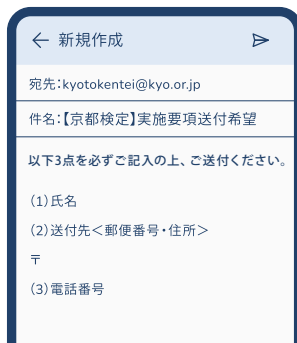 新規作成
宛先:kyotokentei@kyo.or.jp
件名:【京都検定】実施要項送付希望
以下3点を必ずご記入の上、ご送付ください。
(1)氏名
(2)送付先＜郵便番号・住所＞
〒
(3)電話番号